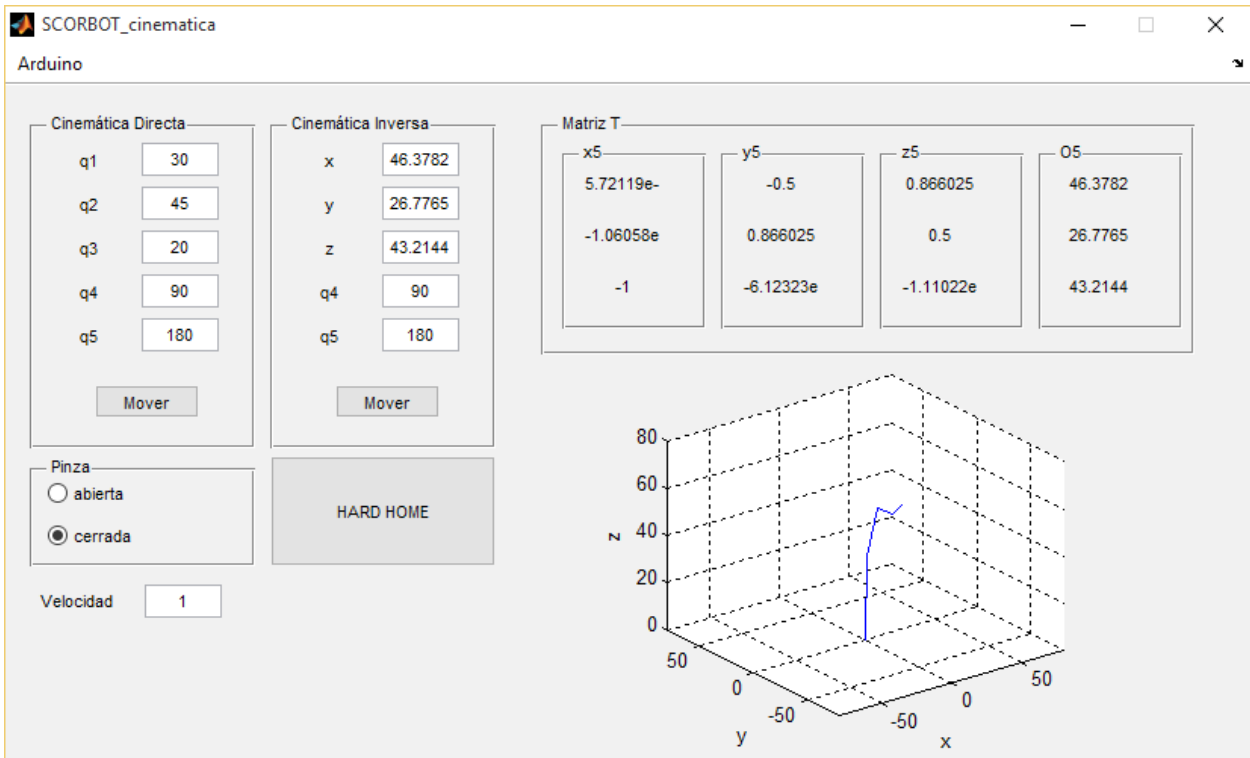 SCORBOT_cinematica
Arduino
Cinemática Directa
q1 30
q2 45
q3 20
q4 90
q5 180
Mover
Cinemática Inversa
x 46.3782
y 26.7765
z 43.2144
q4 90
q5 180
Mover
Matriz T
x5 y5 z5 O5
5.72119e- -0.5 0.866025 46.3782
-1.06058e 0.866025 0.5 26.7765
-1 -6.12323e -1.11022e 43.2144
Pinza
abierta
cerrada
HARD HOME
Velocidad 1
80
60
40
20
0
z
50
0
-50
y
-50
0
50
x